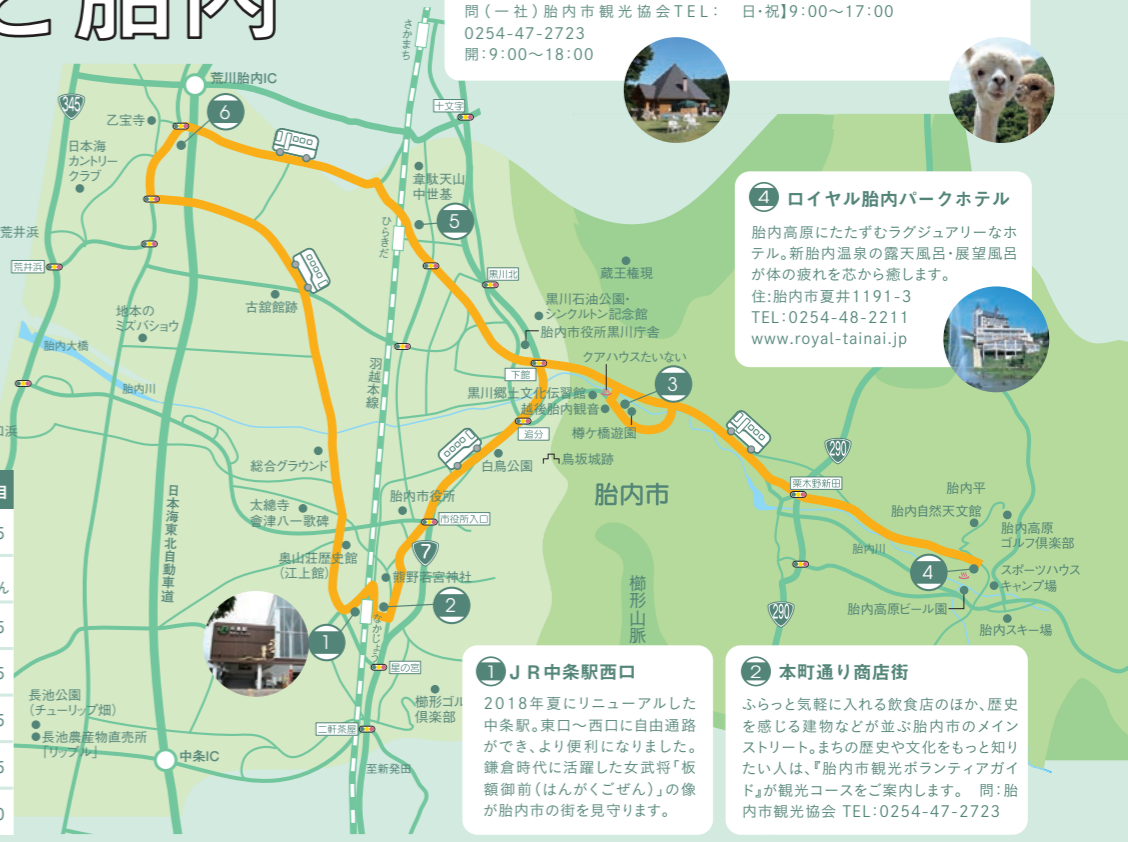 と胎内
問(一社)胎内市観光協会TEL:
0254-47-2723
開:9:00〜18:00
日・祝】9:00〜17:00
さかまち
荒川胎内IC
345
乙宝寺
6
十文字
日本海
カントリー
クラブ
韋駄天山
中世墓
ひらきだ
5
荒井浜
荒井浜
黒川北
蔵王権現
古舘館跡
黒川石油公園・
シンクルトン記念館
地本の
ミズバショウ
胎内市役所黒川庁舎
胎内大橋
クアハウスたいない
胎内川
羽越本線
下館
3
黒川郷土文化伝習館
越後胎内観音
樽ケ橋遊園
追分
白鳥公園
鳥坂城跡
総合グラウンド
胎内市
290
栗木野新田
胎内平
胎内自然天文館
胎内高原
ゴルフ倶楽部
胎内川
4
スポーツハウス
キャンプ場
胎内高原ビール園
胎内スキー場
290
櫛形山脈
日本海東北自動車道
太總寺
會津八一歌碑
胎内市役所
市役所入口
7
奥山荘歴史館
(江上館)
熊野若宮神社
2
1
なかじょう
星の宮
櫛形ゴル
倶楽部
二軒茶屋
至新発田
長池公園
(チューリップ畑)
長池農産物直売所
「リップル」
中条IC
4 ロイヤル胎内パークホテル
胎内高原にたたずむラグジュアリーなホ
テル。新胎内温泉の露天風呂・展望風呂
が体の疲れを芯から癒します。
住:胎内市夏井1191-3
TEL:0254-48-2211
www.royal-tainai.jp
1 JR中条駅西口
2018年夏にリニューアルした
中条駅。東口〜西口に自由通路
ができ、より便利になりました。
鎌倉時代に活躍した女武将「板
額御前(はんがくごぜん)」の像
が胎内市の街を見守ります。
2 本町通り商店街
ふらっと気軽に入れる飲食店のほか、歴史
を感じる建物などが並ぶ胎内市のメイン
ストリート。まちの歴史や文化をもっと知り
たい人は、『胎内市観光ボランティアガイ
ド』が観光コースをご案内します。 問:胎
内市観光協会 TEL:0254-47-2723